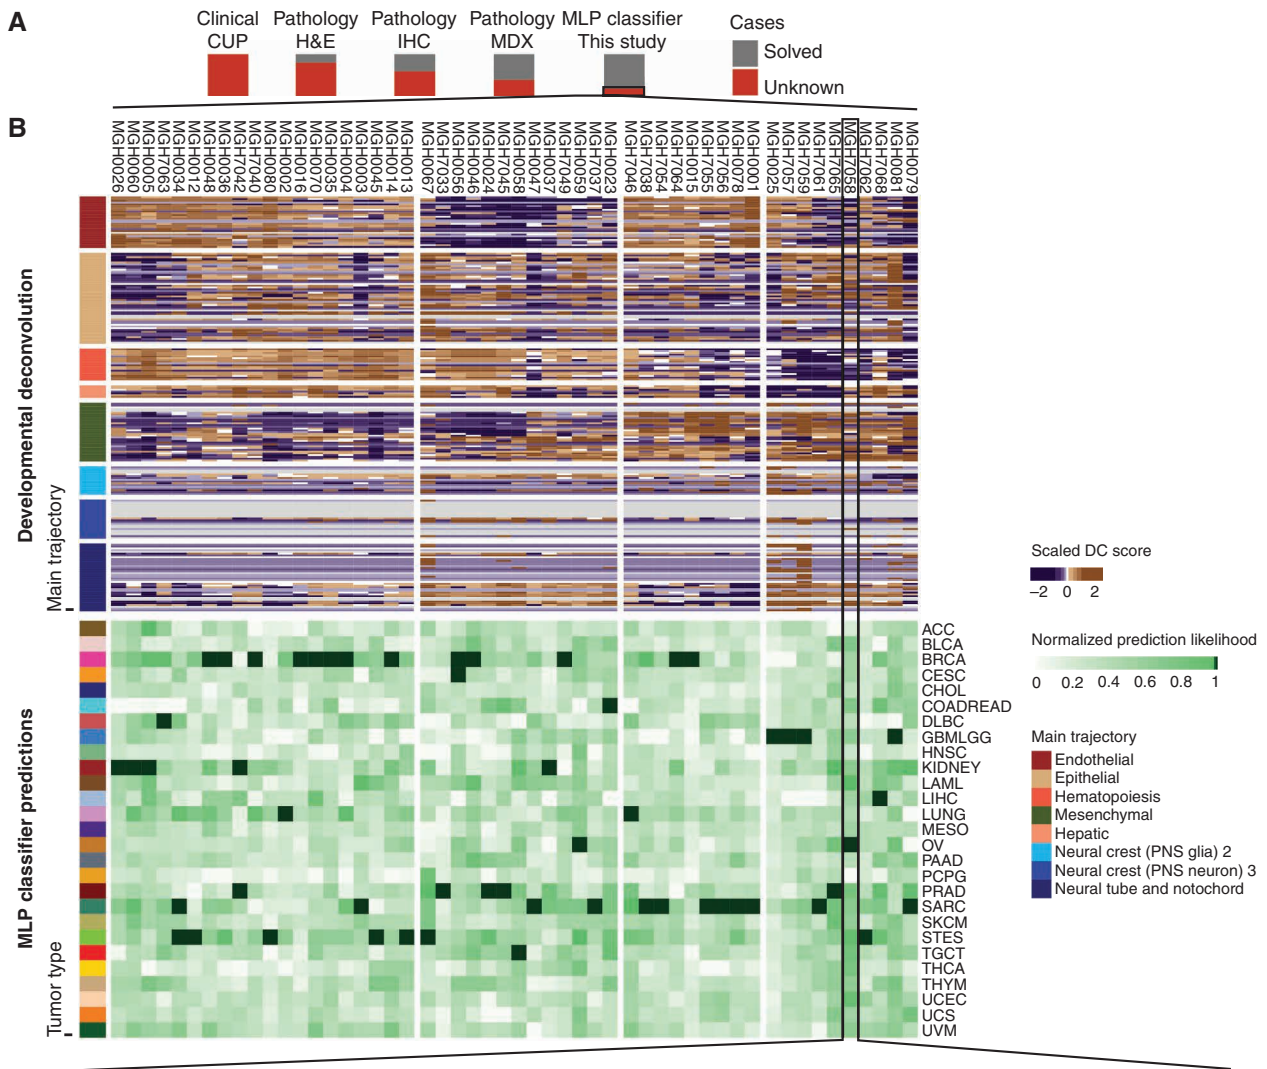 A
Clinical CUP
Pathology H&E
Pathology IHC
Pathology MDX
MLP classifier This study
Cases
Solved
Unknown
B
MGH0026
MGH0060
MGH0005
MGH7063
MGH0034
MGH0012
MGH0048
MGH0036
MGH7042
MGH7040
MGH0080
MGH0002
MGH0016
MGH0070
MGH0035
MGH0004
MGH0003
MGH0045
MGH0014
MGH0013
MGH0067
MGH7033
MGH0056
MGH0046
MGH0024
MGH7045
MGH0058
MGH0047
MGH0037
MGH7049
MGH0059
MGH7037
MGH0023
MGH7046
MGH7038
MGH7054
MGH7064
MGH0015
MGH7055
MGH7056
MGH0078
MGH0001
MGH0025
MGH7057
MGH7059
MGH7061
MGH7065
MGH7058
MGH7062
MGH7088
MGH0081
MGH0079
Developmental deconvolution
Main trajectory
MLP classifier predictions
Tumor type
ACC
BLCA
BRCA
CESC
CHOL
COADREAD
DLBC
GBMLGG
HNSC
KIDNEY
LAML
LIHC
LUNG
MESO
OV
PAAD
PCPG
PRAD
SARC
SKCM
STES
TGCT
THCA
THYM
UCEC
UCS
UVM
Scaled DC score
−2 0 2
Normalized prediction likelihood
0 0.2 0.4 0.6 0.8 1
Main trajectory
Endothelial
Epithelial
Hematopoiesis
Mesenchymal
Hepatic
Neural crest (PNS glia) 2
Neural crest (PNS neuron) 3
Neural tube and notochord